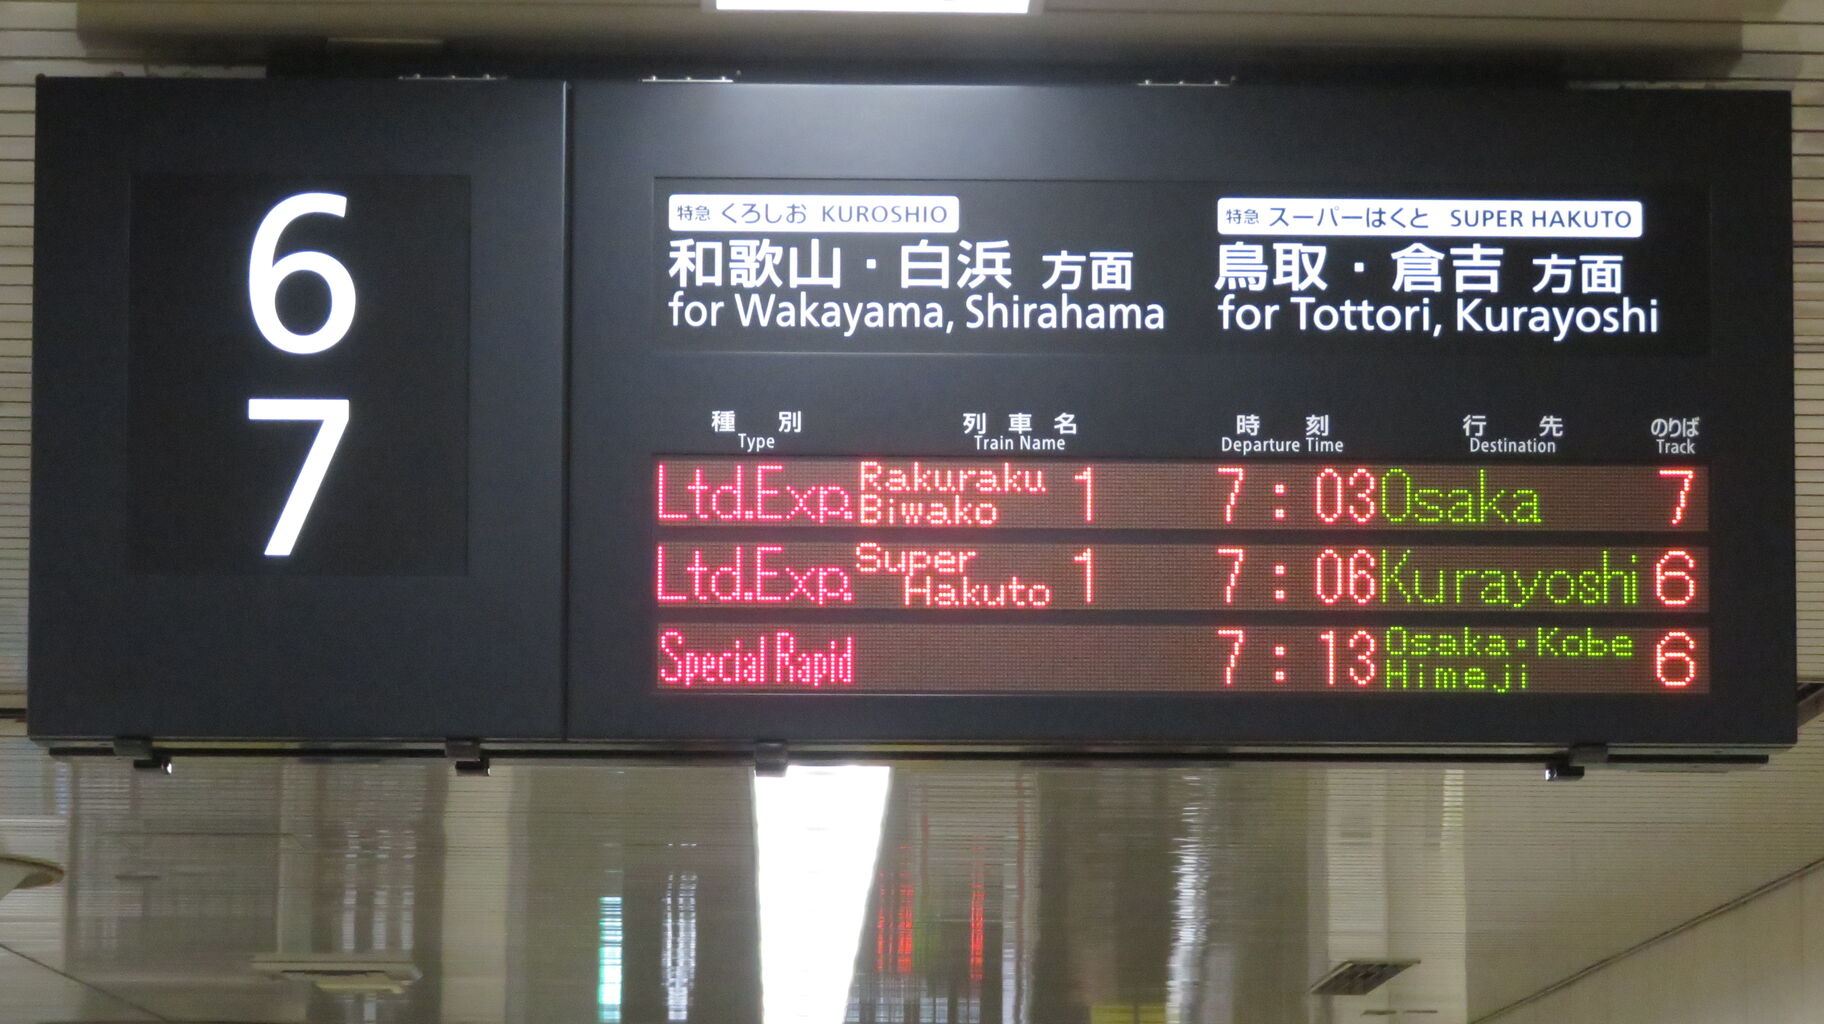 6
7
特急 くろしお KUROSHIO
和歌山・白浜 方面
for Wakayama, Shirahama
特急 スーパーはくと SUPER HAKUTO
鳥取・倉吉 方面
for Tottori, Kurayoshi
種別 列車名 時刻 行先 のりば
Type Train Name Departure Time Destination Track
Ltd.Exp. Rakuraku Biwako 1 7:03 Osaka 7
Ltd.Exp. Super Hakuto 1 7:06 Kurayoshi 6
Special Rapid 7:13 Osaka・Kobe Himeji 6